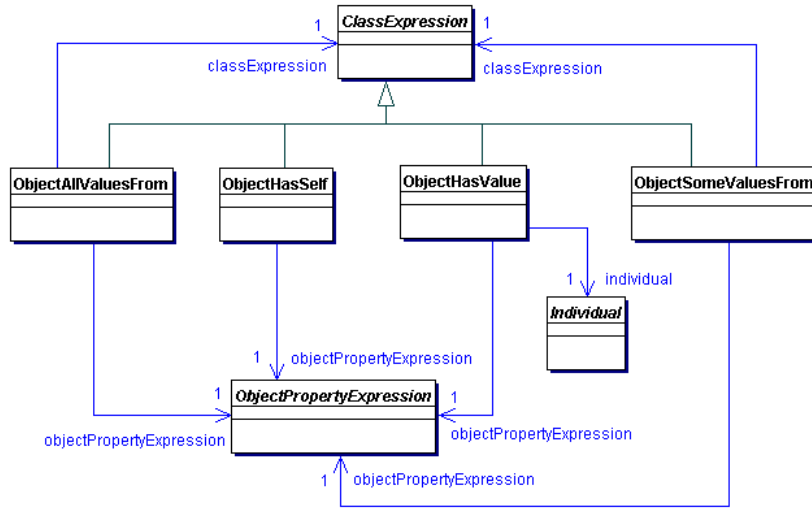 1
ClassExpression
1
classExpression
classExpression
ObjectAllValuesFrom
ObjectHasSelf
ObjectHasValue
ObjectSomeValuesFrom
1
individual
Individual
1
objectPropertyExpression
1
ObjectPropertyExpression
1
objectPropertyExpression
objectPropertyExpression
1
objectPropertyExpression